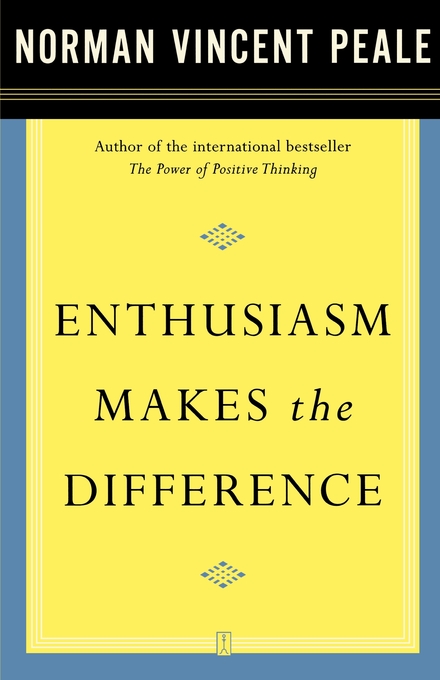 NORMAN VINCENT PEALE
Author of the international bestseller
The Power of Positive Thinking
ENTHUSIASM
MAKES the
DIFFERENCE